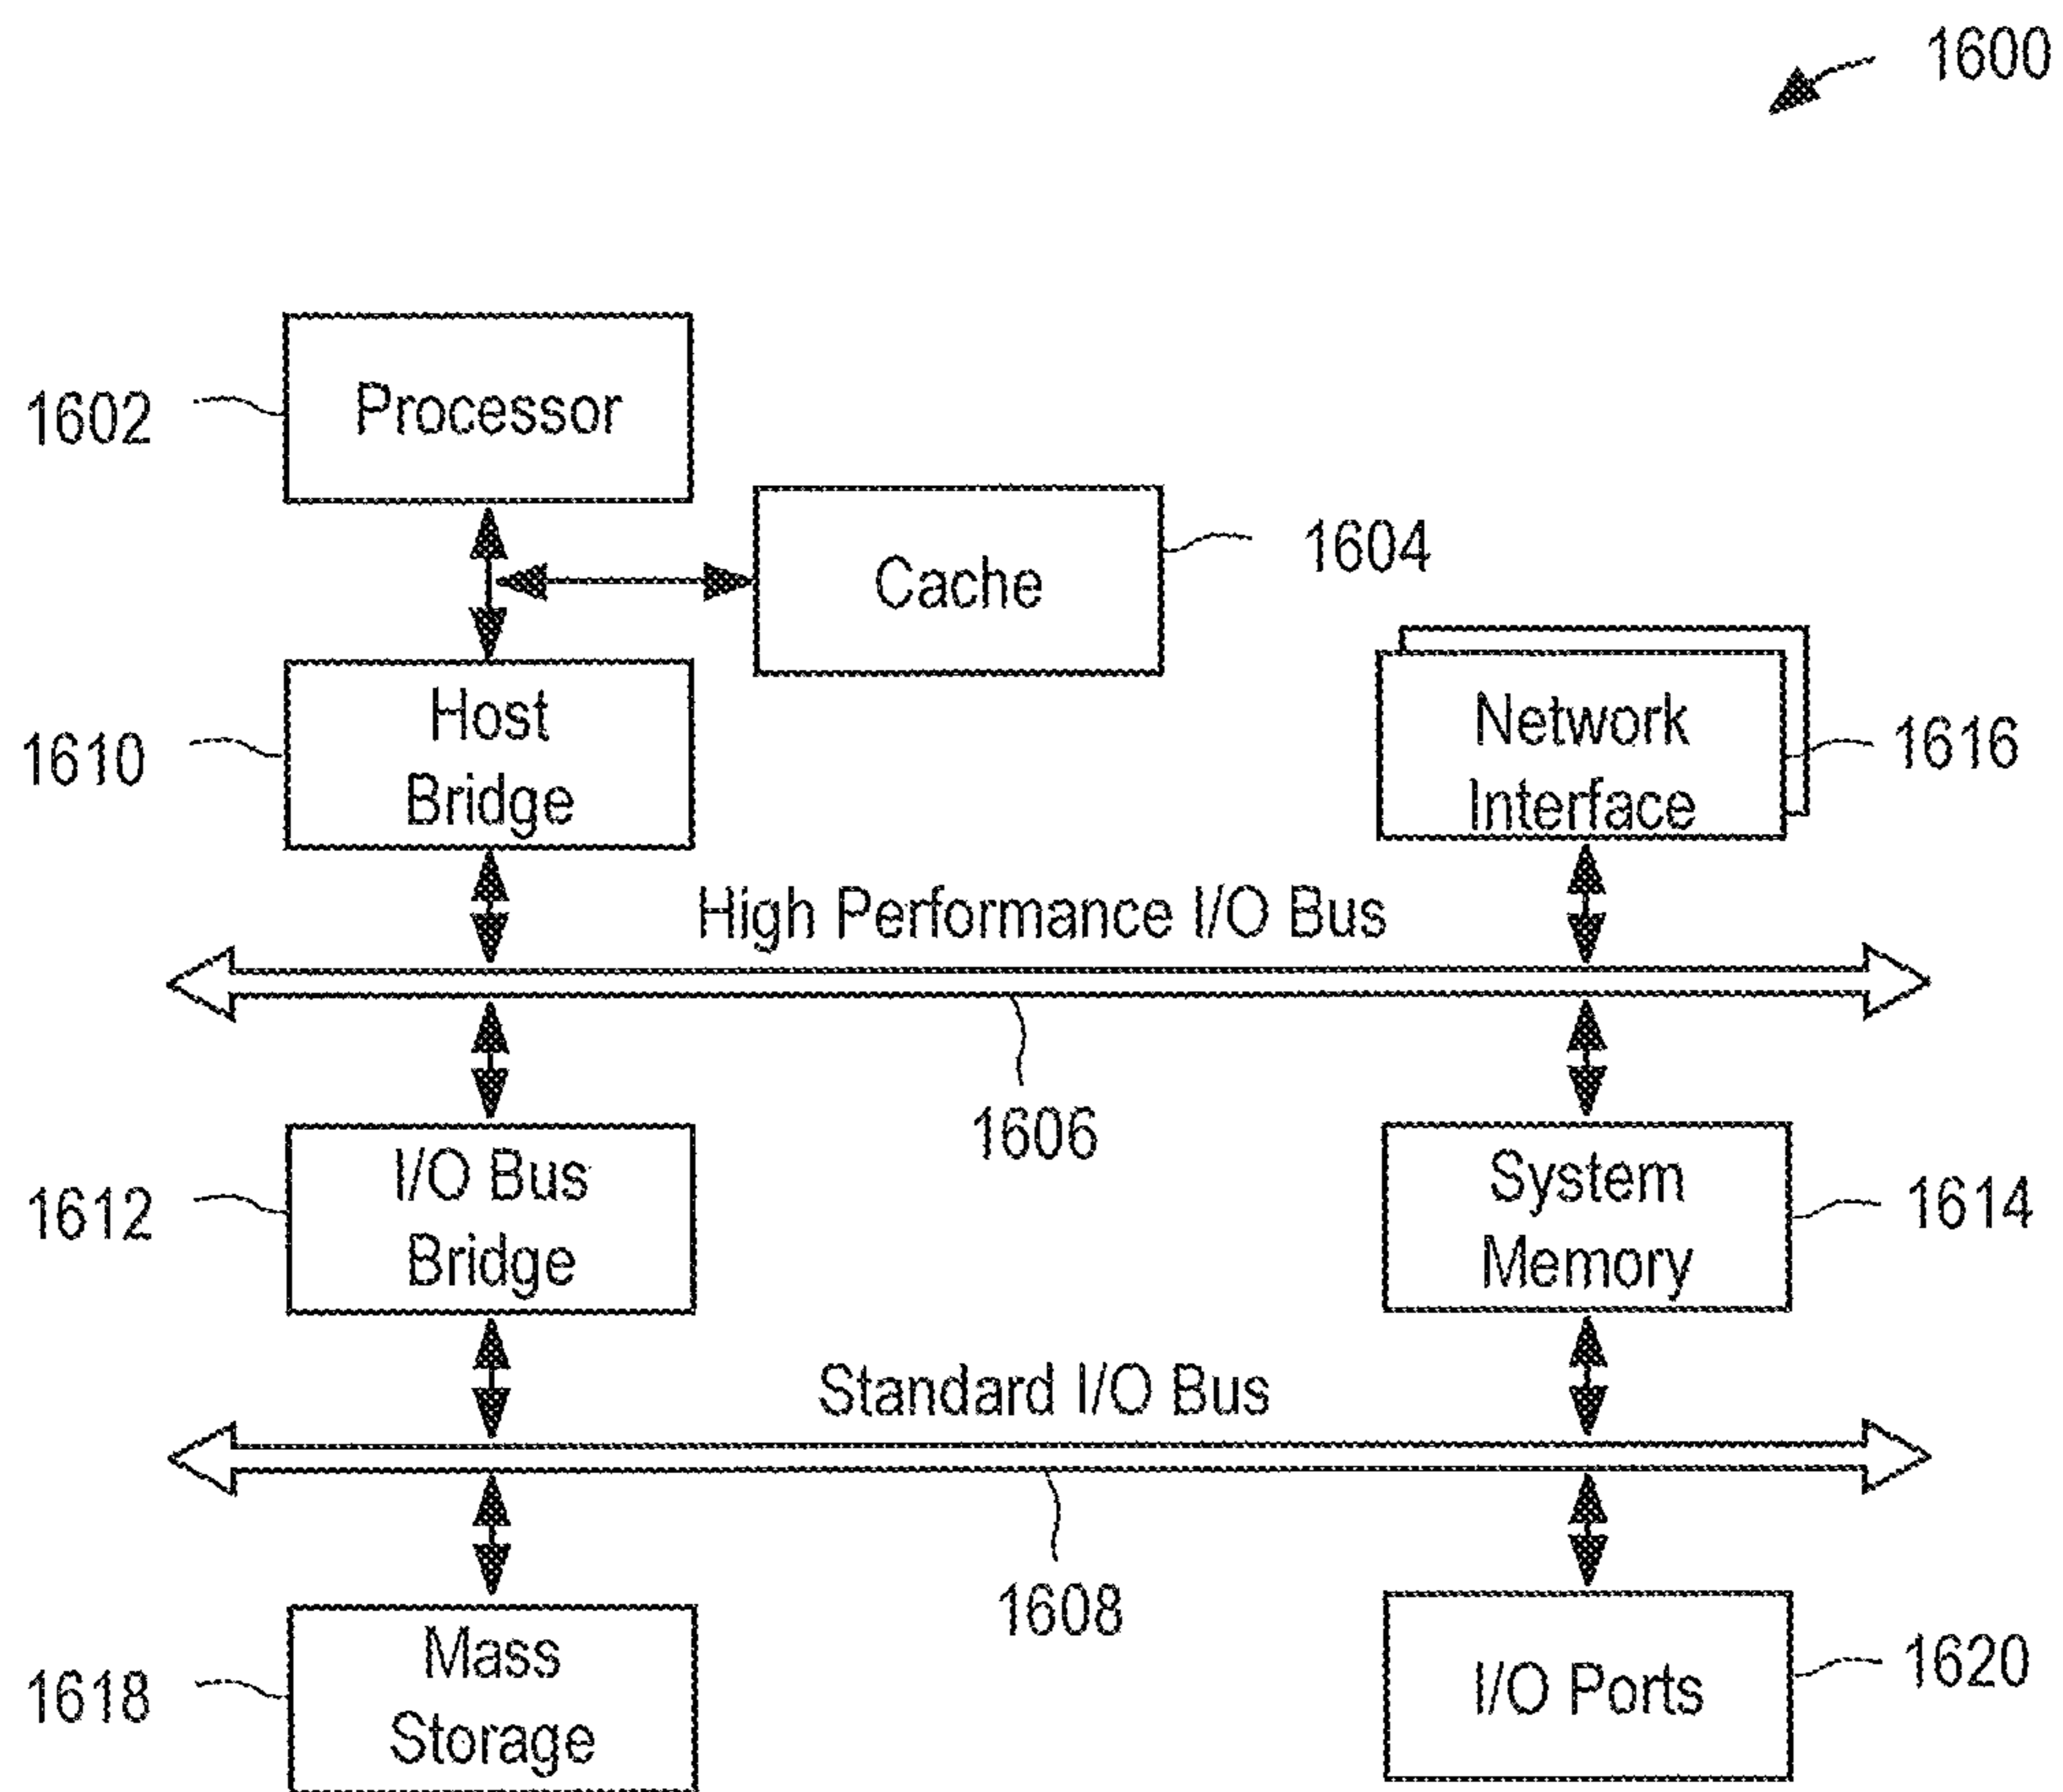 1600
Processor
1602
Cache
1604
Host
Bridge
1610
Network
Interface
1616
High Performance I/O Bus
1606
I/O Bus
Bridge
1612
System
Memory
1614
Standard I/O Bus
1608
Mass
Storage
1618
I/O Ports
1620